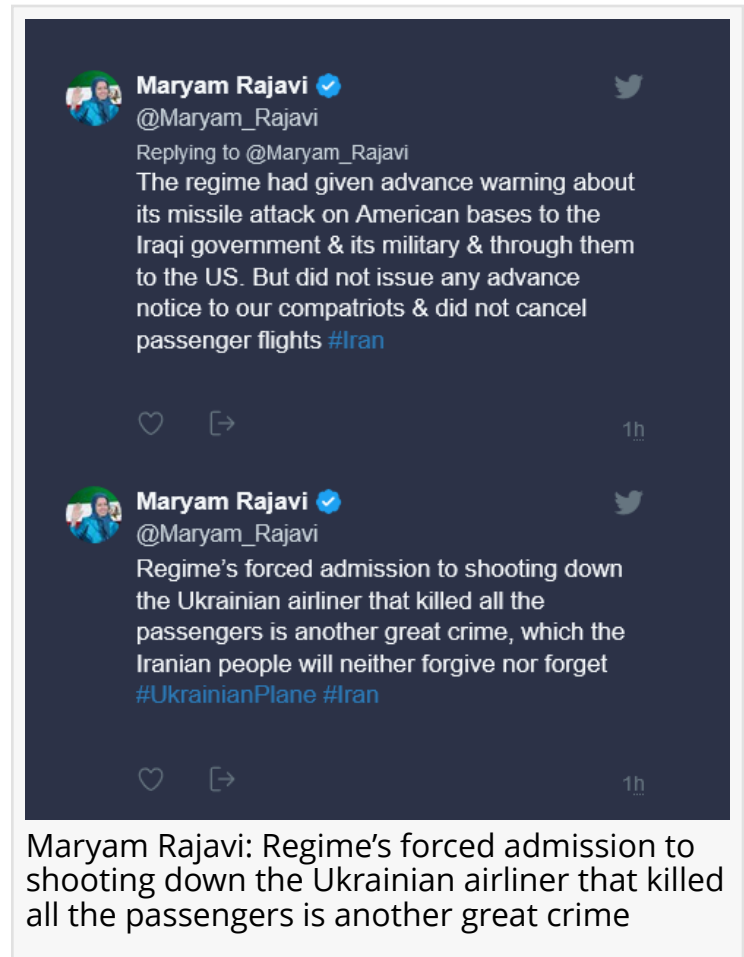 Maryam Rajavi
@Maryam_Rajavi
Replying to @Maryam_Rajavi
The regime had given advance warning about
its missile attack on American bases to the
Iraqi government & its military & through them
to the US. But did not issue any advance
notice to our compatriots & did not cancel
passenger flights #Iran
1h
Maryam Rajavi
@Maryam_Rajavi
Regime’s forced admission to shooting down
the Ukrainian airliner that killed all the
passengers is another great crime, which the
Iranian people will neither forgive nor forget
#UkrainianPlane #Iran
1h
Maryam Rajavi: Regime’s forced admission to
shooting down the Ukrainian airliner that killed
all the passengers is another great crime